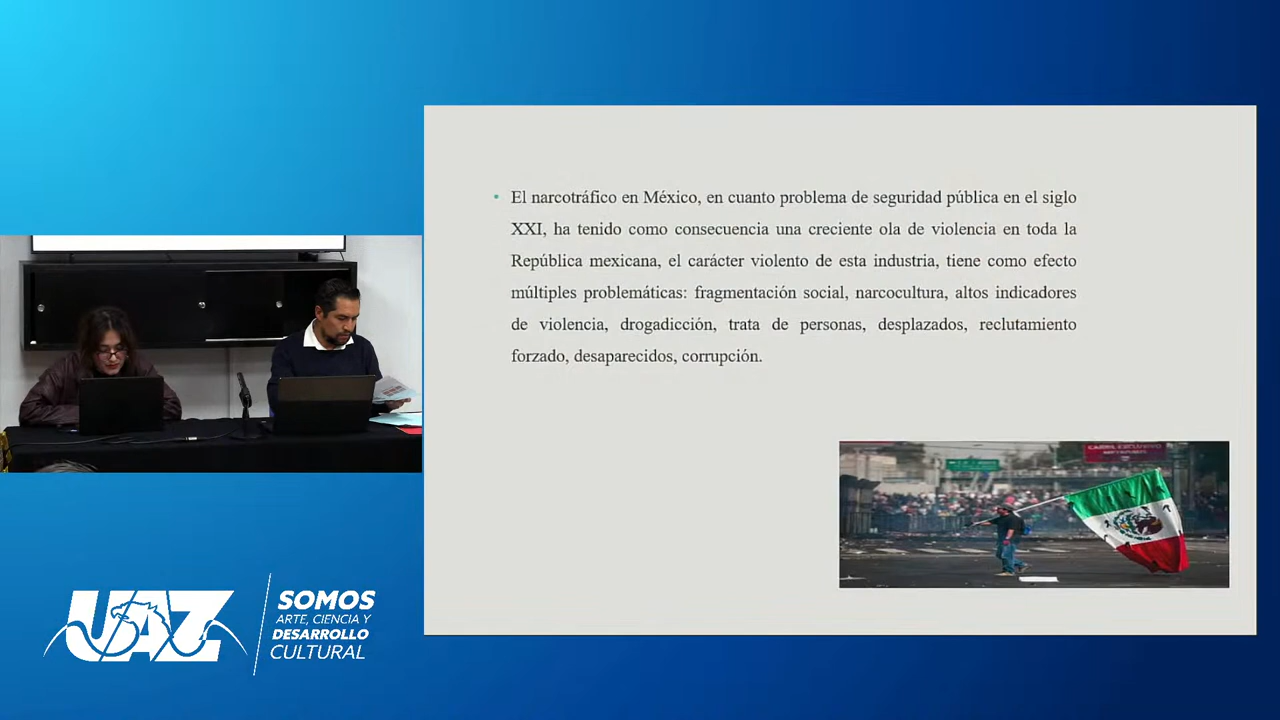 El narcotráfico en México, en cuanto problema de seguridad pública en el siglo
XXI, ha tenido como consecuencia una creciente ola de violencia en toda la
República mexicana, el carácter violento de esta industria, tiene como efecto
múltiples problemáticas: fragmentación social, narcocultura, altos indicadores
de violencia, drogadicción, trata de personas, desplazados, reclutamiento
forzado, desaparecidos, corrupción.
CARRIL EXCLUSIVO
METROBUS
UAZ
SOMOS
ARTE, CIENCIA Y
DESARROLLO
CULTURAL